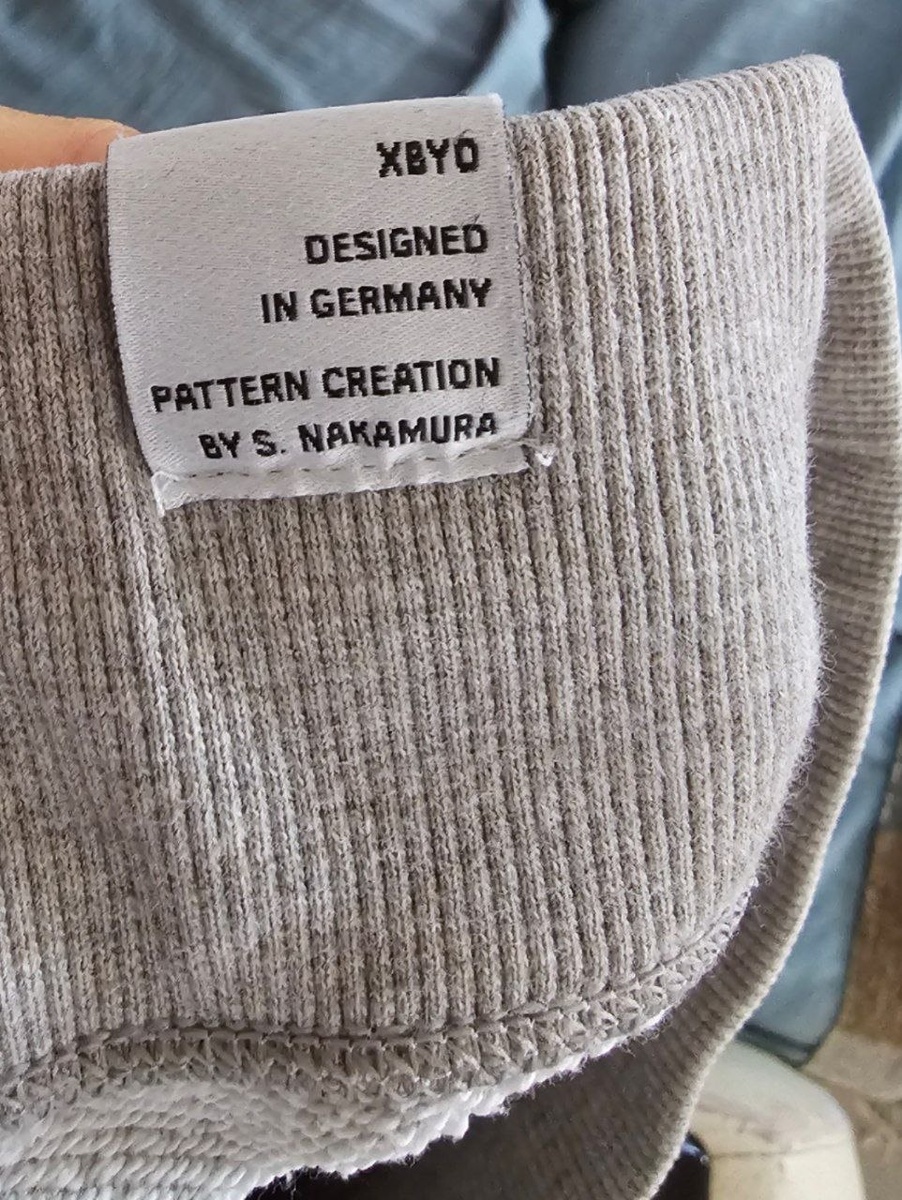 XBYO
DESIGNED
IN GERMANY
PATTERN CREATION
BY S. NAKAMURA